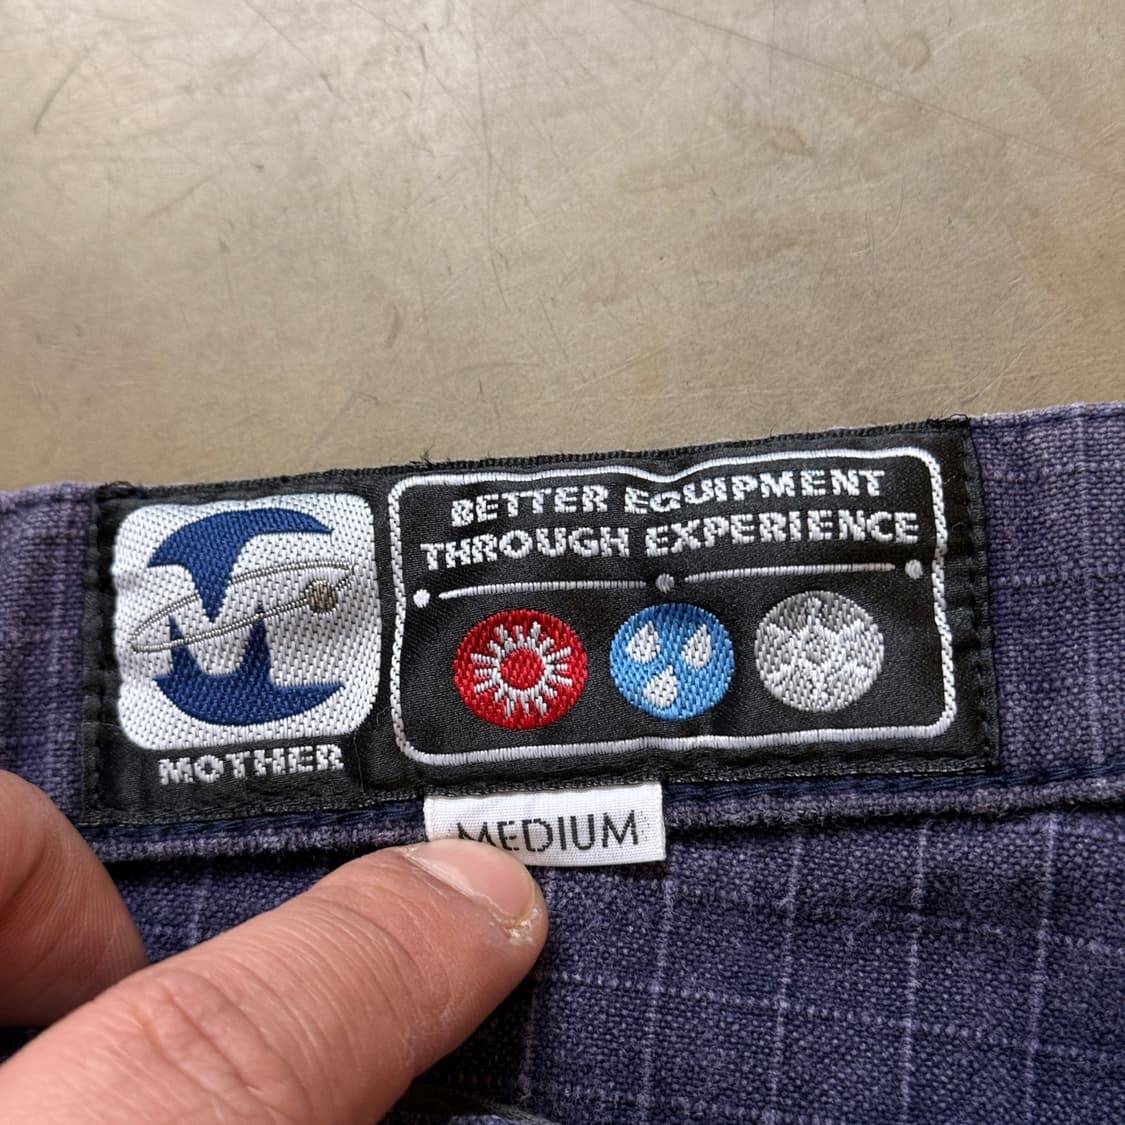 BETTER EQUIPMENT
THROUGH EXPERIENCE
MOTHER
MEDIUM